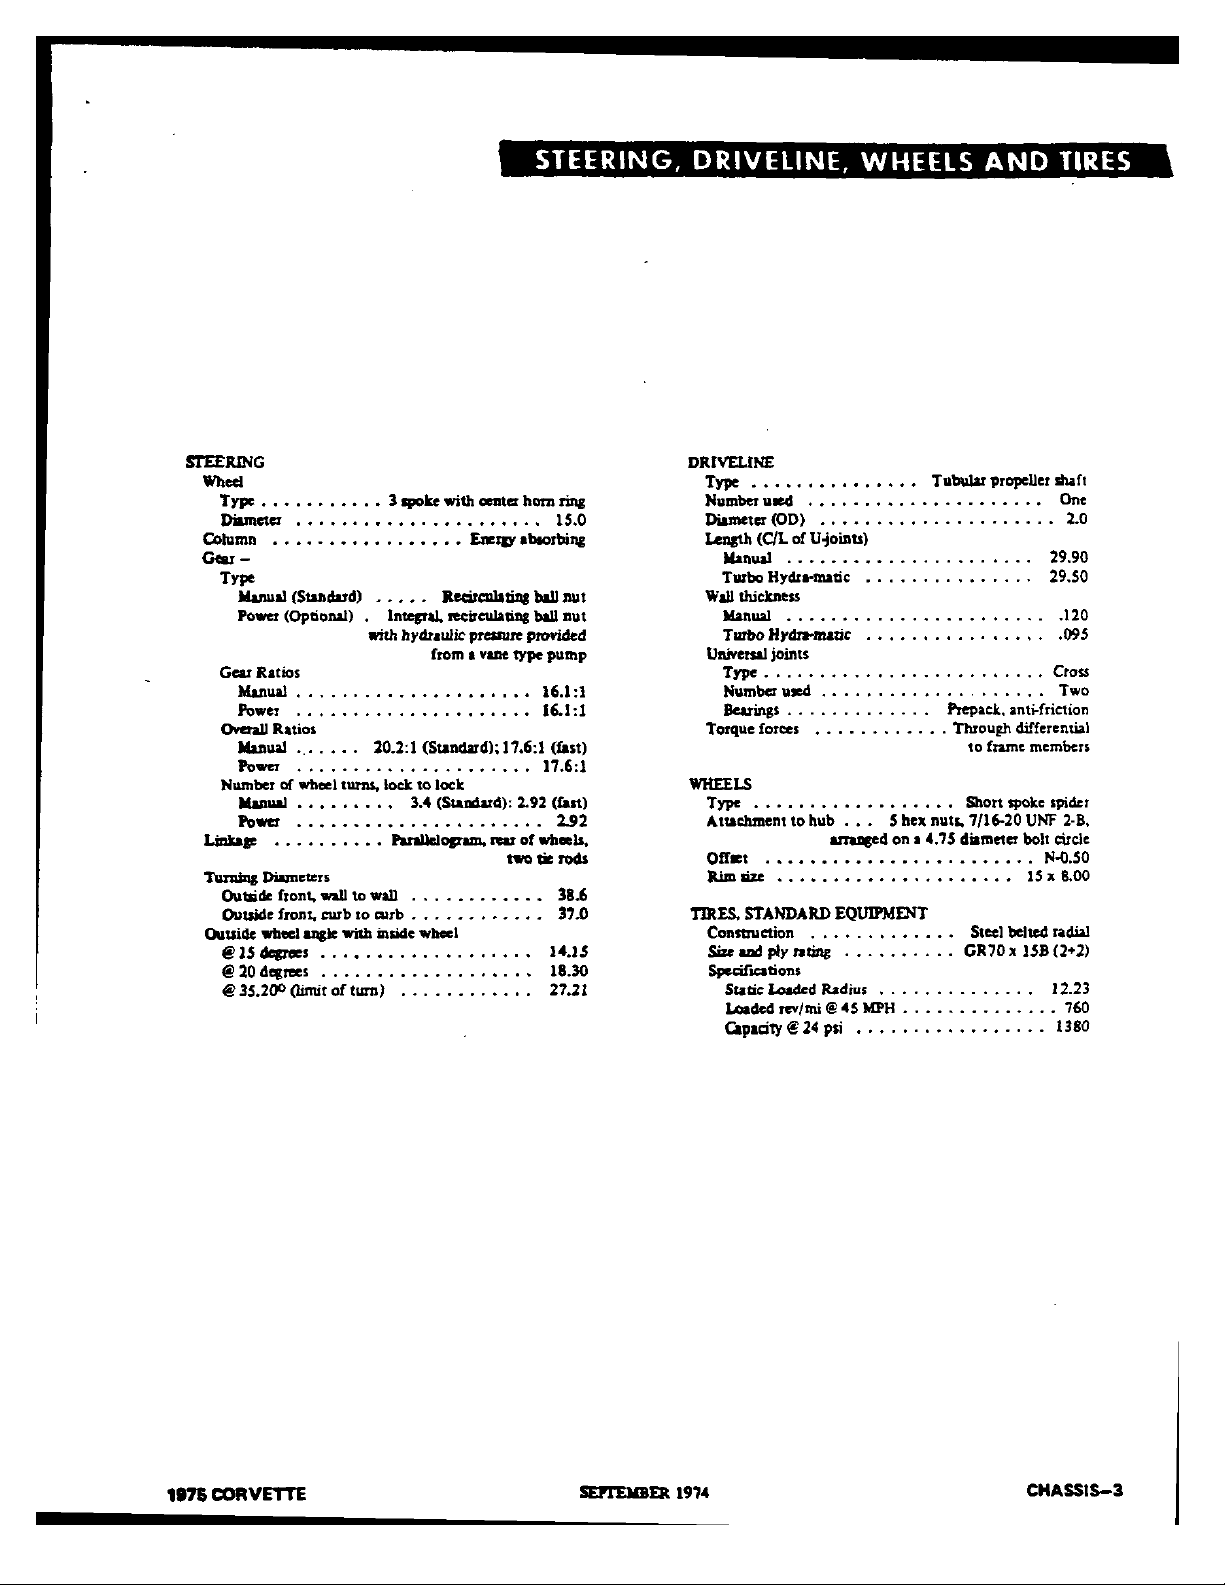 STEERING, DRIVELINE, WHEELS AND TIRES
STEERING
Wheel
Type . . . . . . . . . . . 3 spoke with center horn ring
Diameter . . . . . . . . . . . . . . . . . . . . . . 15.0
Column . . . . . . . . . . . . . . . . . Energy absorbing
Gear –
Type
Manual (Standard) . . . . . Recirculating ball nut
Power (Optional) . Integral, recirculating ball nut
with hydraulic pressure provided
from a vane type pump
Gear Ratios
Manual . . . . . . . . . . . . . . . . . . . . . 16.1:1
Power . . . . . . . . . . . . . . . . . . . . . 16.1:1
Overall Ratios
Manual . . . . . . 20.2:1 (Standard); 17.6:1 (fast)
Power . . . . . . . . . . . . . . . . . . . . . 17.6:1
Number of wheel turns, lock to lock
Manual . . . . . . . . . 3.4 (Standard): 2.92 (fast)
Power . . . . . . . . . . . . . . . . . . . . . . 2.92
Linkage . . . . . . . . . . Parallelogram, rear of wheels,
two tie rods
Turning Diameters
Outside front, wall to wall . . . . . . . . . . . . 38.6
Outside front, curb to curb . . . . . . . . . . . . 37.0
Outside wheel angle with inside wheel
@ 15 degrees . . . . . . . . . . . . . . . . . . . 14.15
@ 20 degrees . . . . . . . . . . . . . . . . . . . 18.30
@ 35.20° (limit of turn) . . . . . . . . . . . . 27.21
DRIVELINE
Type . . . . . . . . . . . . . . . Tubular propeller shaft
Number used . . . . . . . . . . . . . . . . . . . . . One
Diameter (OD) . . . . . . . . . . . . . . . . . . . . . 2.0
Length (C/L of U-joints)
Manual . . . . . . . . . . . . . . . . . . . . . . 29.90
Turbo Hydra-matic . . . . . . . . . . . . . . . 29.50
Wall thickness
Manual . . . . . . . . . . . . . . . . . . . . . . . .120
Turbo Hydra-matic . . . . . . . . . . . . . . . . .095
Universal joints
Type . . . . . . . . . . . . . . . . . . . . . . . . . Cross
Number used . . . . . . . . . . . . . . . . . . . . Two
Bearings . . . . . . . . . . . . . Prepack, anti-friction
Torque forces . . . . . . . . . . . . Through differential
to frame members
WHEELS
Type . . . . . . . . . . . . . . . . . . Short spoke spider
Attachment to hub . . . 5 hex nuts, 7/16-20 UNF 2-B,
arranged on a 4.75 diameter bolt circle
Offset . . . . . . . . . . . . . . . . . . . . . . . . N-0.50
Rim size . . . . . . . . . . . . . . . . . . . . . 15 x 8.00
TIRES, STANDARD EQUIPMENT
Construction . . . . . . . . . . . . . Steel belted radial
Size and ply rating . . . . . . . . . . GR70 x 15B (2+2)
Specifications
Static Loaded Radius . . . . . . . . . . . . . . 12.23
Loaded rev/mi @ 45 MPH . . . . . . . . . . . . . . 760
Capacity @ 24 psi . . . . . . . . . . . . . . . . . 1380
1975 CORVETTE SEPTEMBER 1974 CHASSIS–3